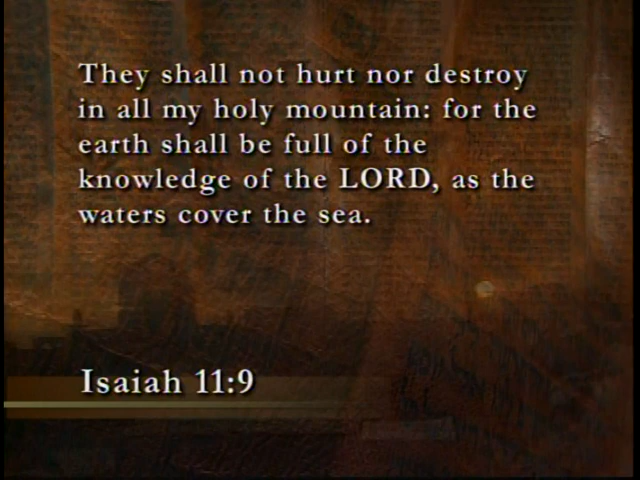 They shall not hurt nor destroy
in all my holy mountain: for the
earth shall be full of the
knowledge of the LORD, as the
waters cover the sea.
Isaiah 11:9